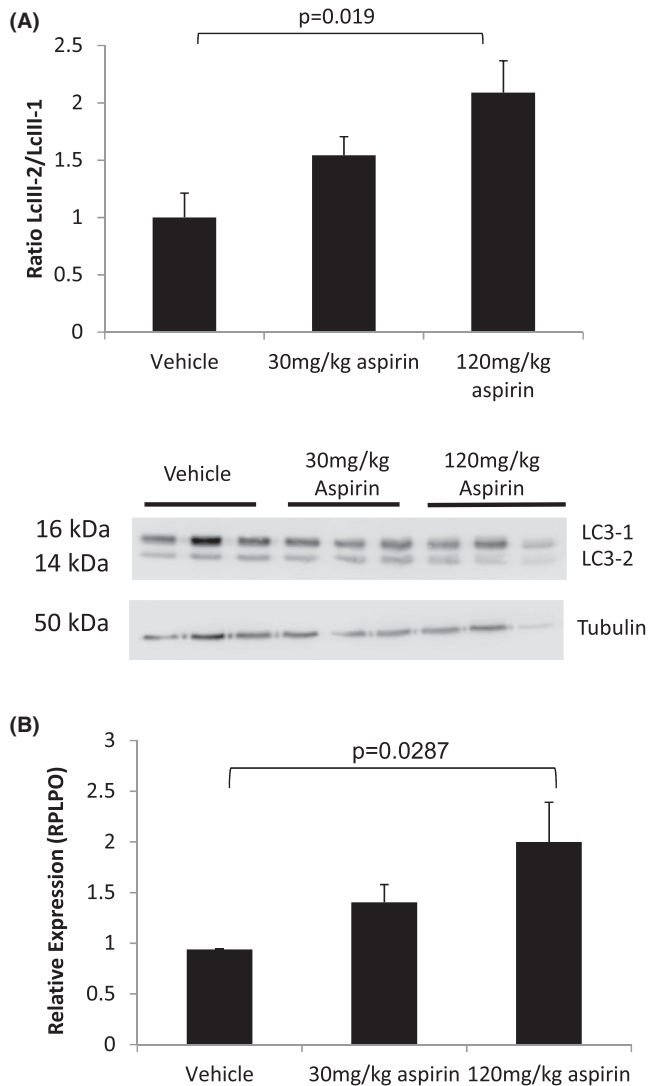 (A)
p=0.019
2.5
2
1.5
1
0.5
0
Ratio LcIII-2/LcIII-1
Vehicle
30mg/kg aspirin
120mg/kg
aspirin
Vehicle
30mg/kg
Aspirin
120mg/kg
Aspirin
16 kDa
14 kDa
LC3-1
LC3-2
50 kDa
Tubulin
(B)
p=0.0287
3
2.5
2
1.5
1
0.5
0
Relative Expression (RPLPO)
Vehicle
30mg/kg aspirin
120mg/kg aspirin